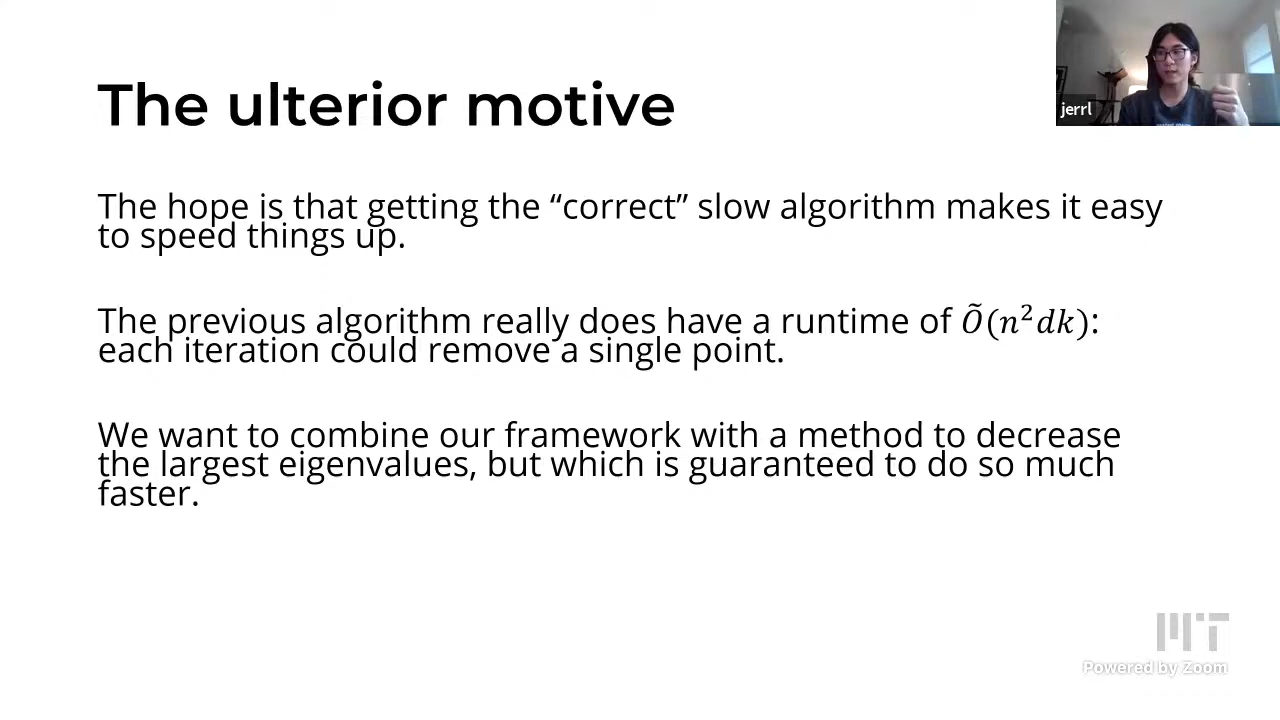 The ulterior motive
jerrl
The hope is that getting the “correct” slow algorithm makes it easy
to speed things up.
The previous algorithm really does have a runtime of Õ(n²dk):
each iteration could remove a single point.
We want to combine our framework with a method to decrease
the largest eigenvalues, but which is guaranteed to do so much
faster.
MIT
Powered by Zoom